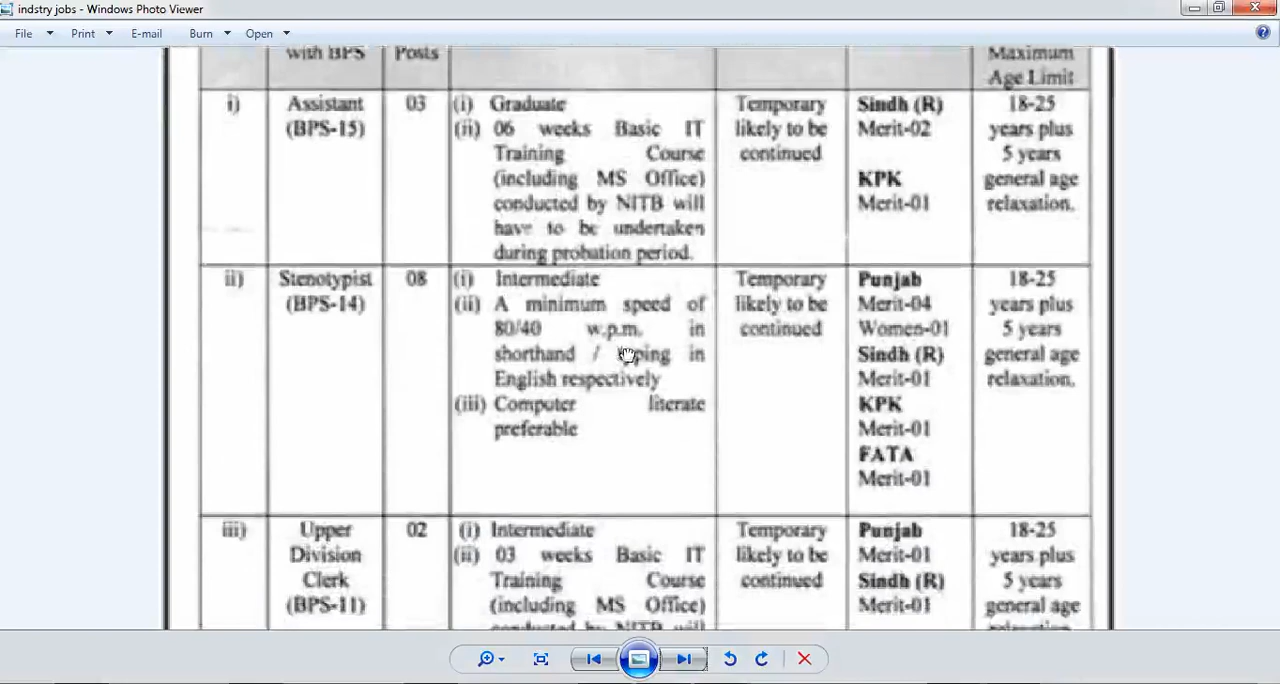 indstry jobs - Windows Photo Viewer
File Print E-mail Burn Open
with BPS Posts Maximum
Age Limit
i) Assistant 03 (i) Graduate Temporary Sindh (R) 18-25
(BPS-15) (ii) 06 weeks Basic IT likely to be Merit-02 years plus
Training Course continued 5 years
(including MS Office) KPK general age
conducted by NITB will Merit-01 relaxation.
have to be undertaken
during probation period.
ii) Stenotypist 08 (i) Intermediate Temporary Punjab 18-25
(BPS-14) (ii) A minimum speed of likely to be Merit-04 years plus
80/40 w.p.m. in continued Women-01 5 years
shorthand / typing in Sindh (R) general age
English respectively Merit-01 relaxation.
(iii) Computer literate KPK
preferable Merit-01
FATA
Merit-01
iii) Upper 02 (i) Intermediate Temporary Punjab 18-25
Division (ii) 03 weeks Basic IT likely to be Merit-01 years plus
Clerk Training Course continued Sindh (R) 5 years
(BPS-11) (including MS Office) Merit-01 general age
conducted by NITB will relaxation.